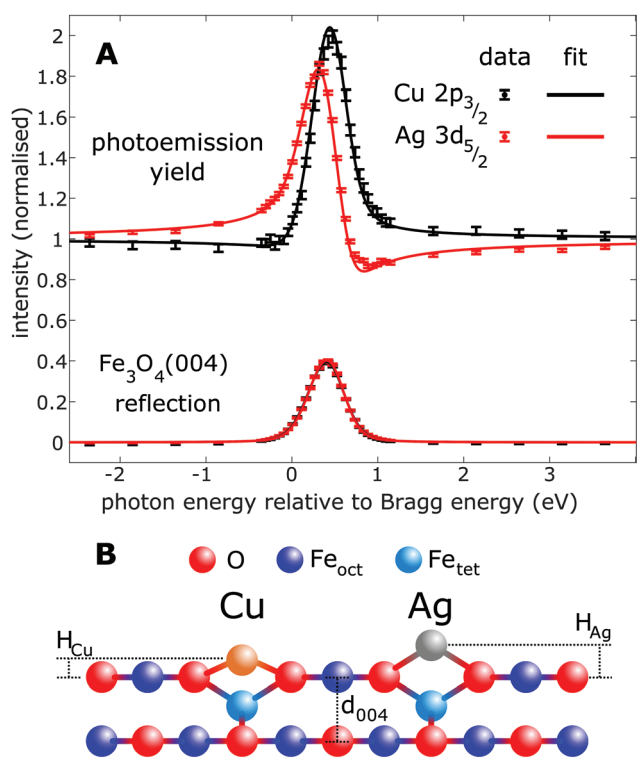 A
data fit
Cu 2p3/2
Ag 3d5/2
photoemission
yield
Fe3O4(004)
reflection
intensity (normalised)
2
1.8
1.6
1.4
1.2
1
0.8
0.6
0.4
0.2
0
-2 -1 0 1 2 3
photon energy relative to Bragg energy (eV)
B
O Feoct Fetet
Cu Ag
HCu HAg
d004